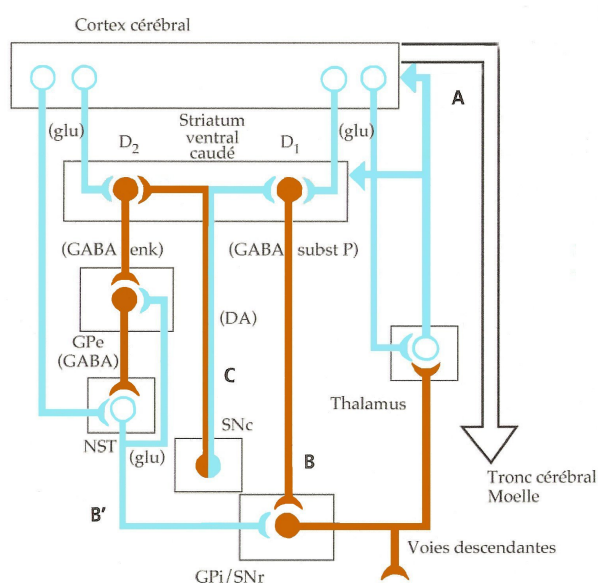 Cortex cérébral
A
(glu)
Striatum
ventral
caudé
(glu)
D2
D1
(GABA enk)
(GABA subst P)
(DA)
GPe
(GABA)
C
Thalamus
NST
(glu)
SNc
B
Tronc cérébral
Moelle
B'
Voies descendantes
GPi/SNr